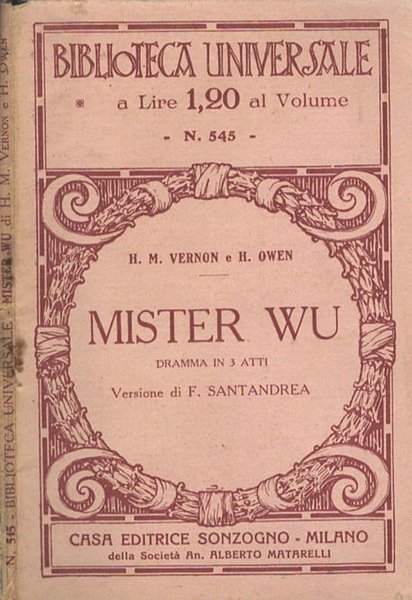 BIBLIOTECA UNIVERSALE
a Lire 1,20 al Volume
- N. 545 -
H. M. VERNON e H. OWEN
MISTER WU
DRAMMA IN 3 ATTI
Versione di F. SANTANDREA
CASA EDITRICE SONZOGNO - MILANO
della Società An. ALBERTO MATARELLI
N. 545 - BIBLIOTECA UNIVERSALE - MISTER WU di H. M. VERNON e H. OWEN